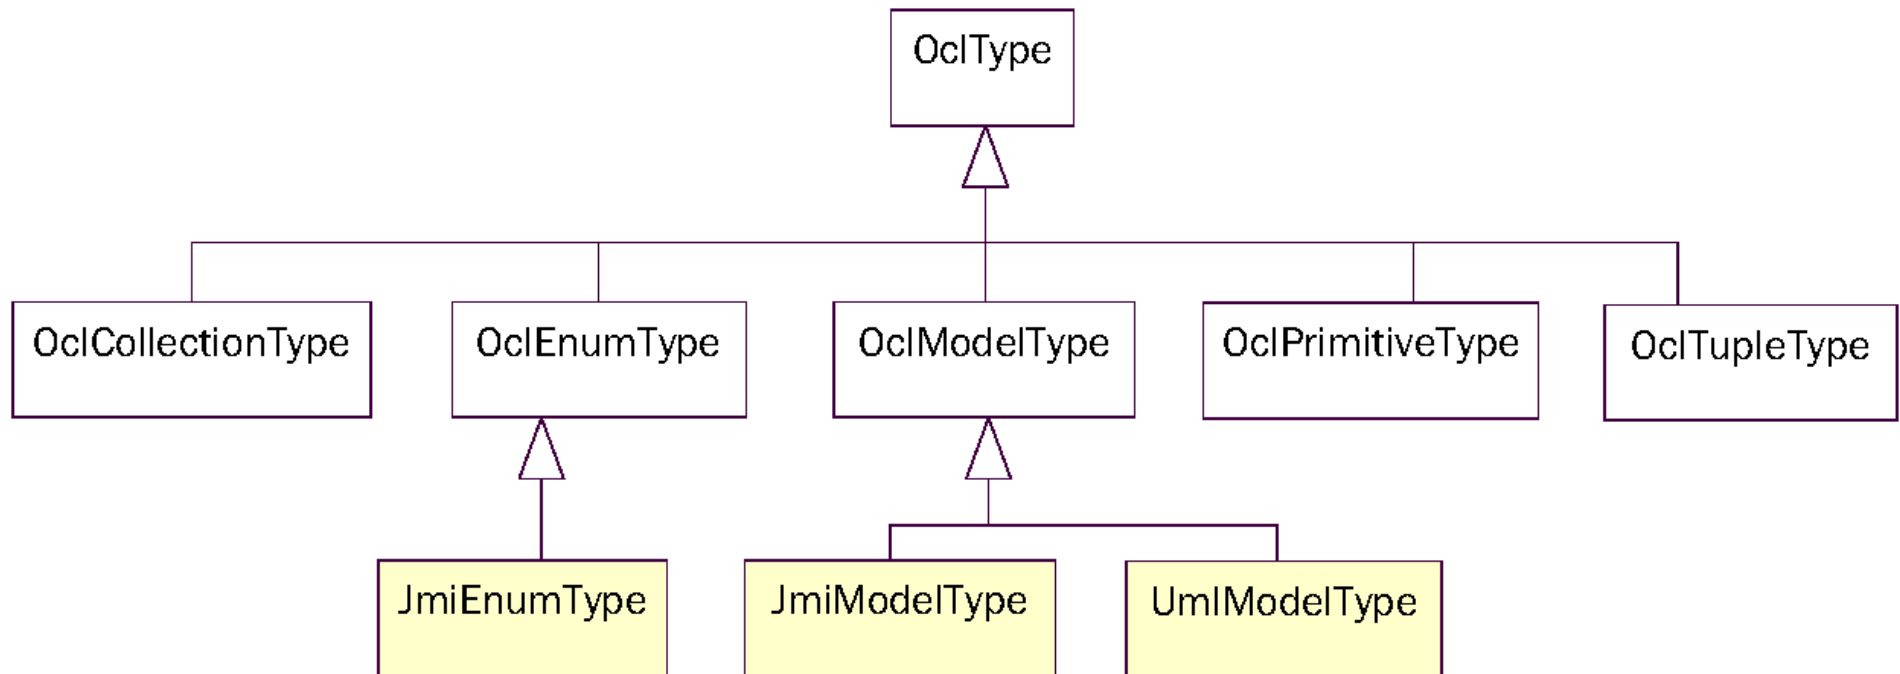 OclType
OclCollectionType
OclEnumType
OclModelType
OclPrimitiveType
OclTupleType
JmiEnumType
JmiModelType
UmlModelType